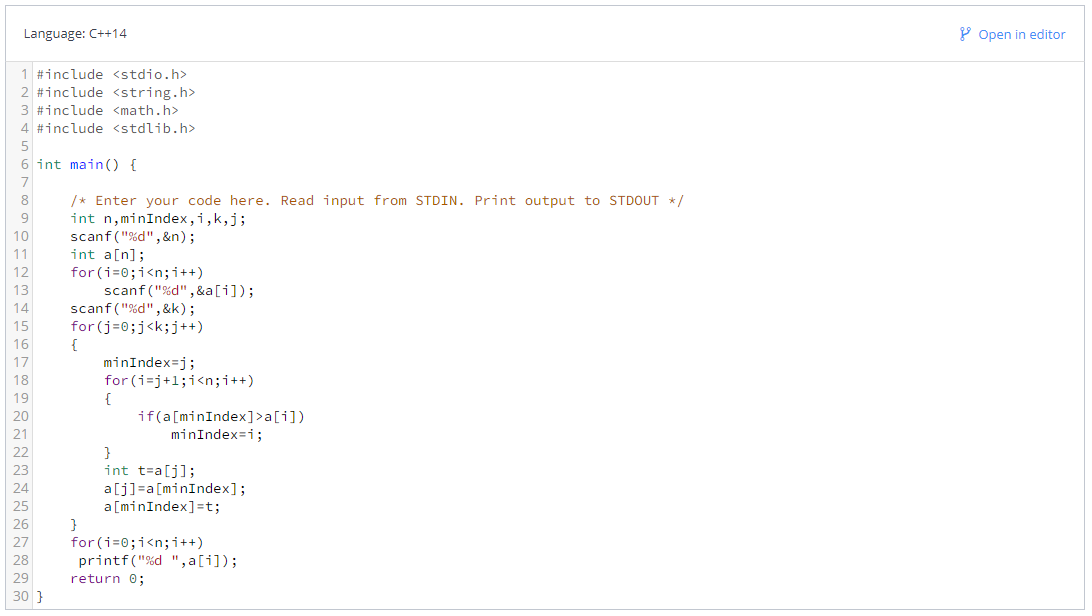 Language: C++14
Open in editor
1 #include <stdio.h>
2 #include <string.h>
3 #include <math.h>
4 #include <stdlib.h>
5
6 int main() {
7
8     /* Enter your code here. Read input from STDIN. Print output to STDOUT */
9     int n,minIndex,i,k,j;
10     scanf("%d",&n);
11     int a[n];
12     for(i=0;i<n;i++)
13         scanf("%d",&a[i]);
14     scanf("%d",&k);
15     for(j=0;j<k;j++)
16     {
17         minIndex=j;
18         for(i=j+1;i<n;i++)
19         {
20             if(a[minIndex]>a[i])
21                 minIndex=i;
22         }
23         int t=a[j];
24         a[j]=a[minIndex];
25         a[minIndex]=t;
26     }
27     for(i=0;i<n;i++)
28      printf("%d ",a[i]);
29     return 0;
30 }